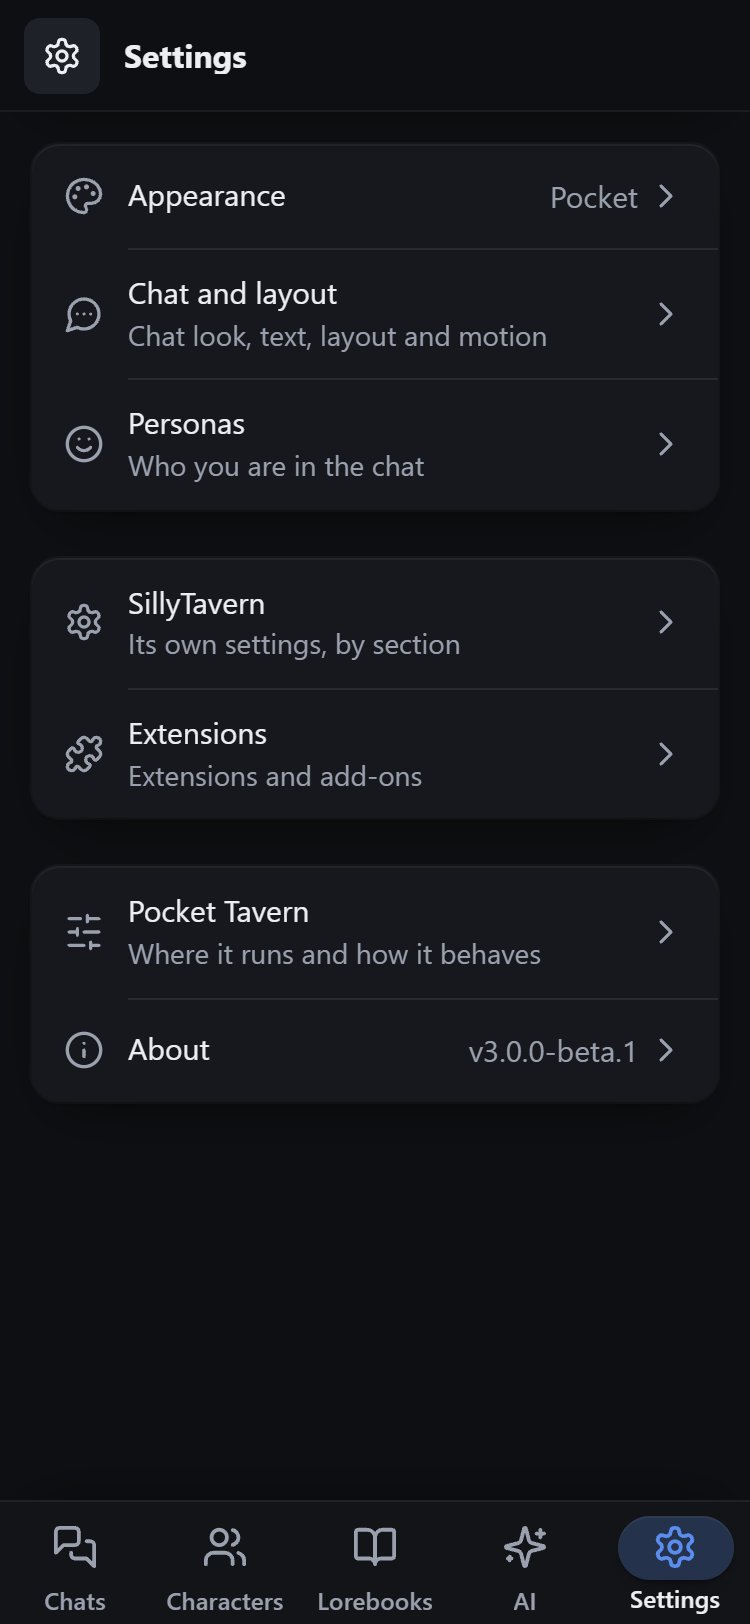 Settings
Appearance
Pocket
Chat and layout
Chat look, text, layout and motion
Personas
Who you are in the chat
SillyTavern
Its own settings, by section
Extensions
Extensions and add-ons
Pocket Tavern
Where it runs and how it behaves
About
v3.0.0-beta.1
Chats
Characters
Lorebooks
AI
Settings